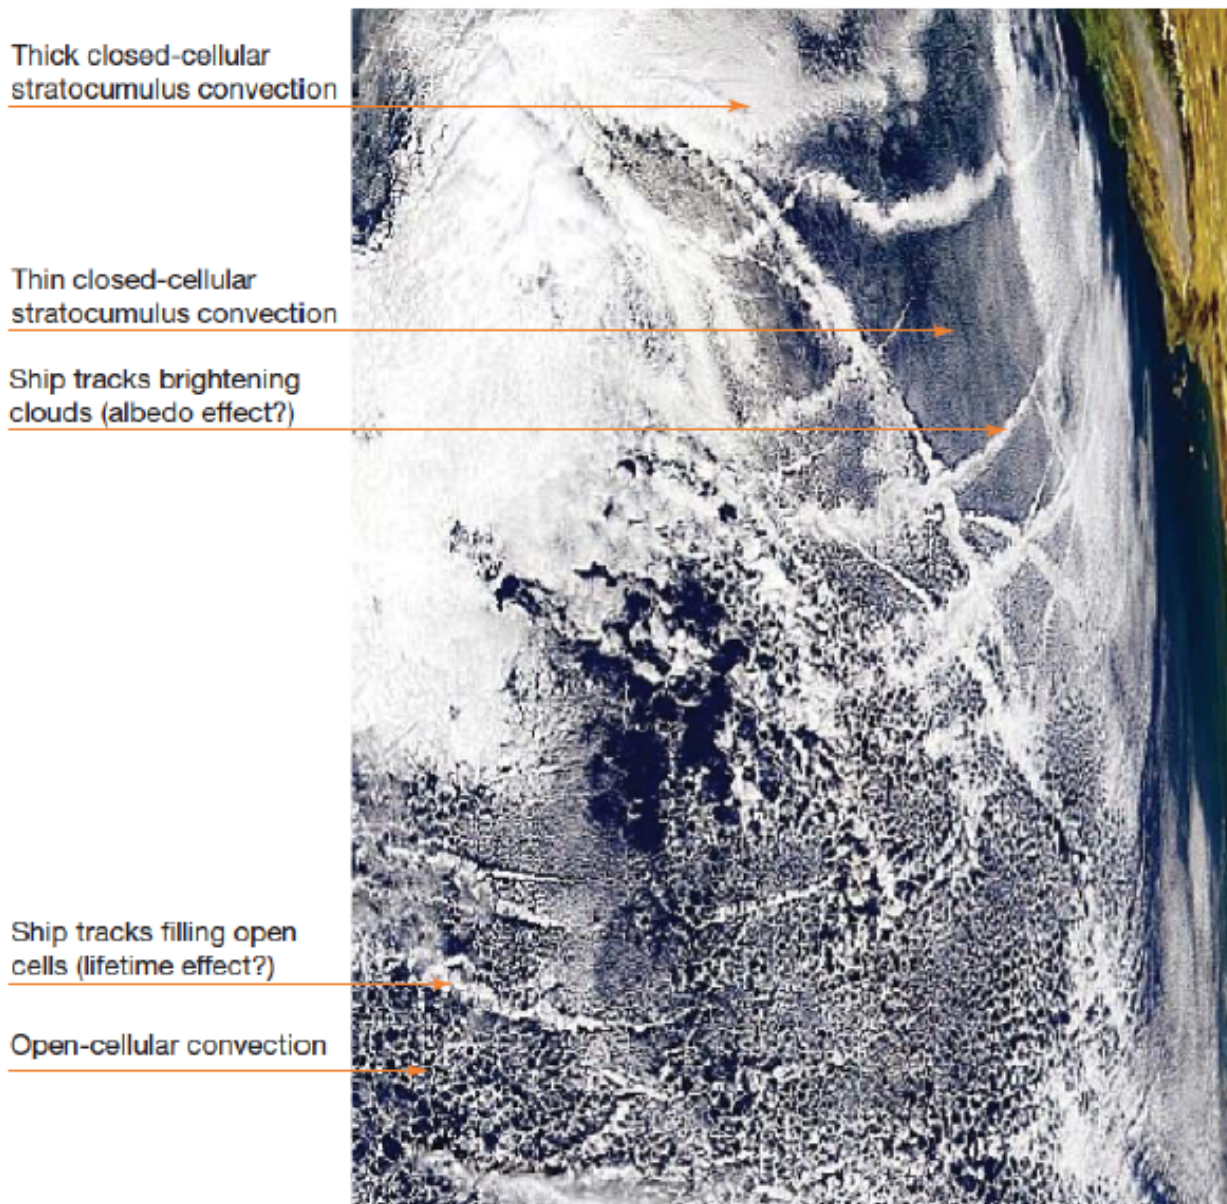 Thick closed-cellular
stratocumulus convection
Thin closed-cellular
stratocumulus convection
Ship tracks brightening
clouds (albedo effect?)
Ship tracks filling open
cells (lifetime effect?)
Open-cellular convection